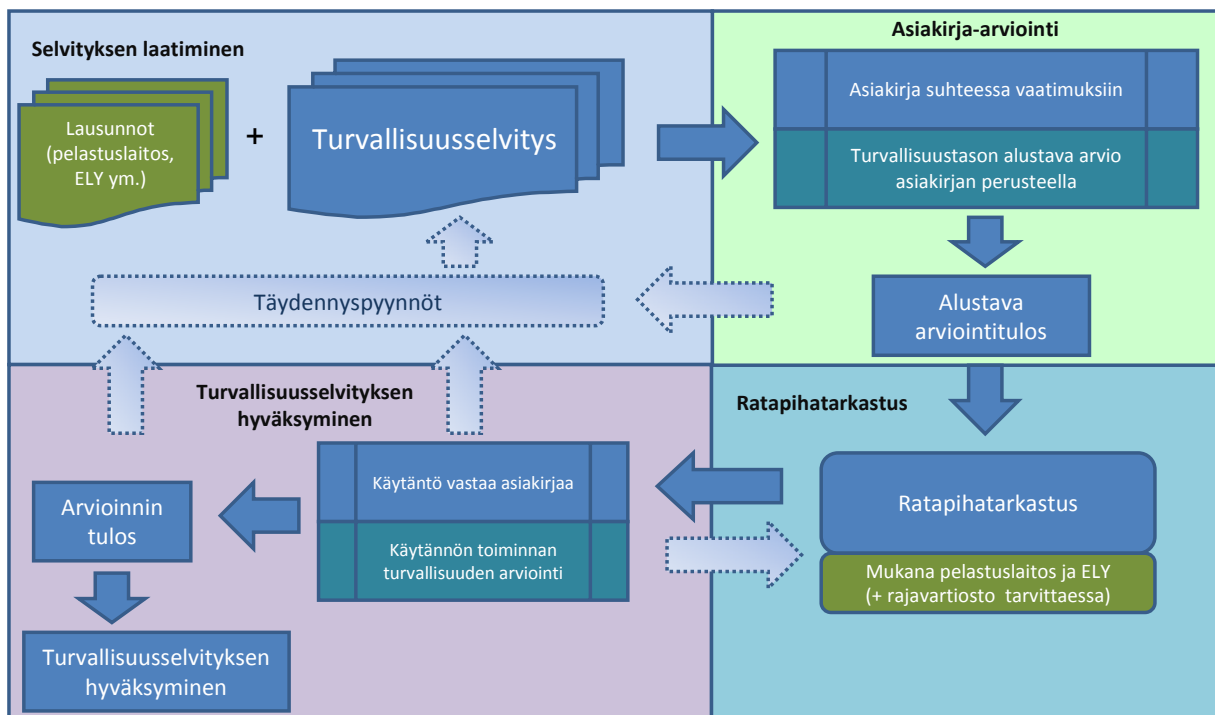 Selvityksen laatiminen
Lausunnot
(pelastuslaitos,
ELY ym.)
+
Turvallisuusselvitys
Täydennyspyynnöt
Asiakirja-arviointi
Asiakirja suhteessa vaatimuksiin
Turvallisuustason alustava arvio
asiakirjan perusteella
Alustava
arviointitulos
Turvallisuusselvityksen
hyväksyminen
Käytäntö vastaa asiakirjaa
Käytännön toiminnan
turvallisuuden arviointi
Arvioinnin
tulos
Turvallisuusselvityksen
hyväksyminen
Ratapihatarkastus
Ratapihatarkastus
Mukana pelastuslaitos ja ELY
(+ rajavartiosto tarvittaessa)